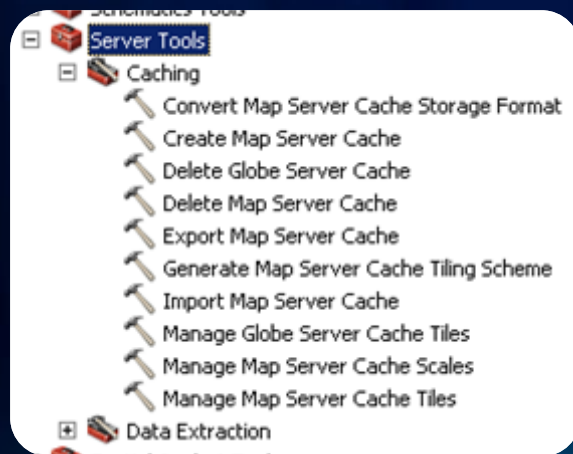 Schematics Tools
Server Tools
Caching
Convert Map Server Cache Storage Format
Create Map Server Cache
Delete Globe Server Cache
Delete Map Server Cache
Export Map Server Cache
Generate Map Server Cache Tiling Scheme
Import Map Server Cache
Manage Globe Server Cache Tiles
Manage Map Server Cache Scales
Manage Map Server Cache Tiles
Data Extraction